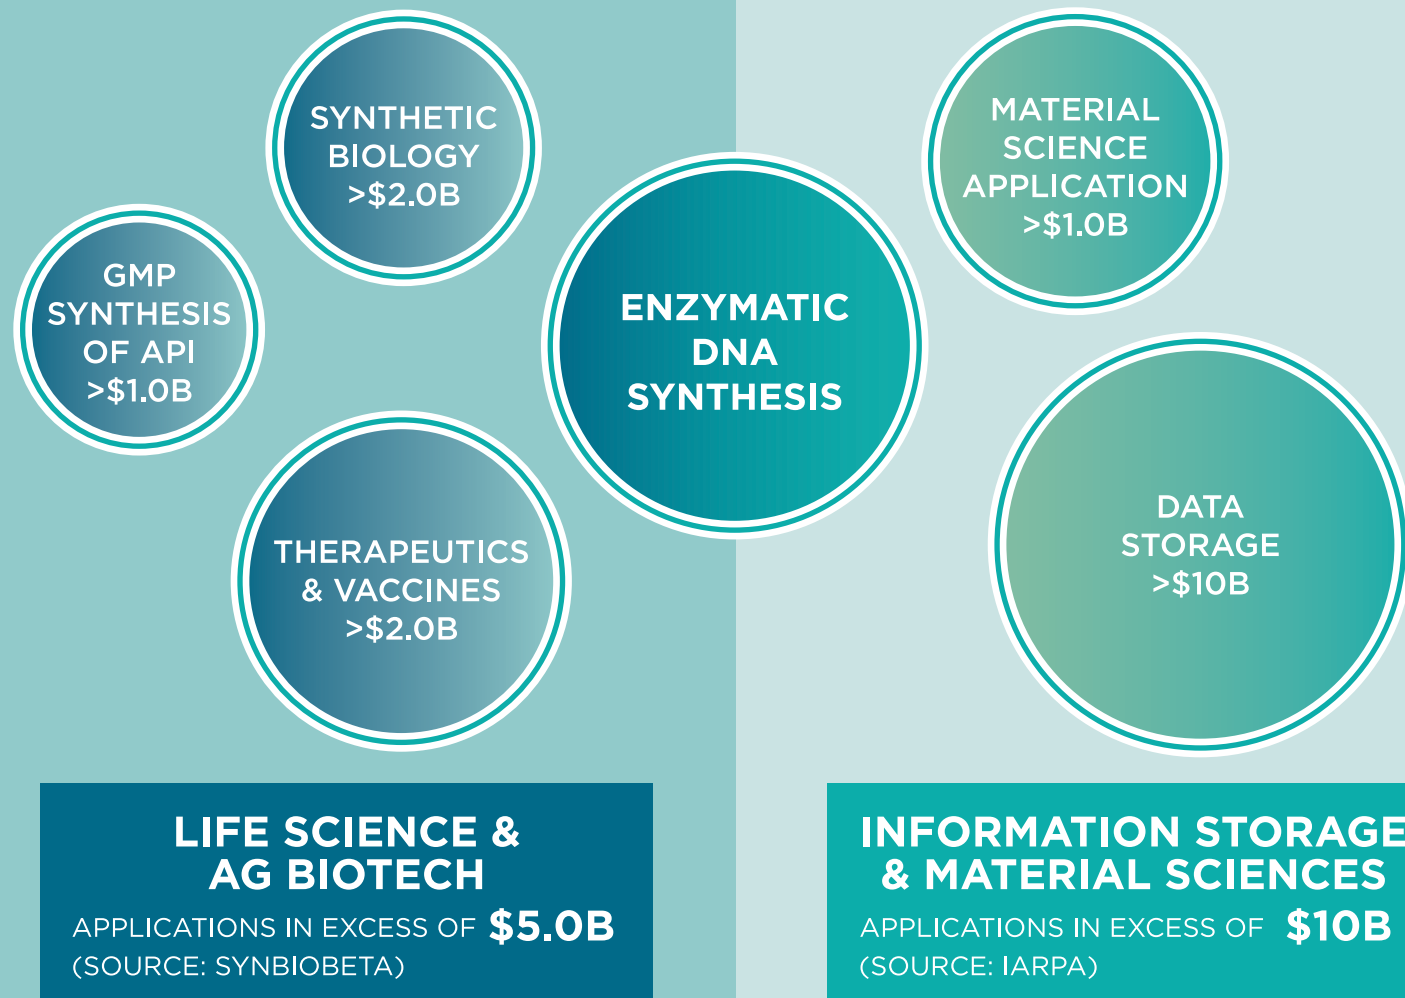 SYNTHETIC
BIOLOGY
>$2.0B
GMP
SYNTHESIS
OF API
>$1.0B
THERAPEUTICS
& VACCINES
>$2.0B
ENZYMATIC
DNA
SYNTHESIS
MATERIAL
SCIENCE
APPLICATION
>$1.0B
DATA
STORAGE
>$10B
LIFE SCIENCE &
AG BIOTECH
APPLICATIONS IN EXCESS OF $5.0B
(SOURCE: SYNBIOBETA)
INFORMATION STORAGE
& MATERIAL SCIENCES
APPLICATIONS IN EXCESS OF $10B
(SOURCE: IARPA)